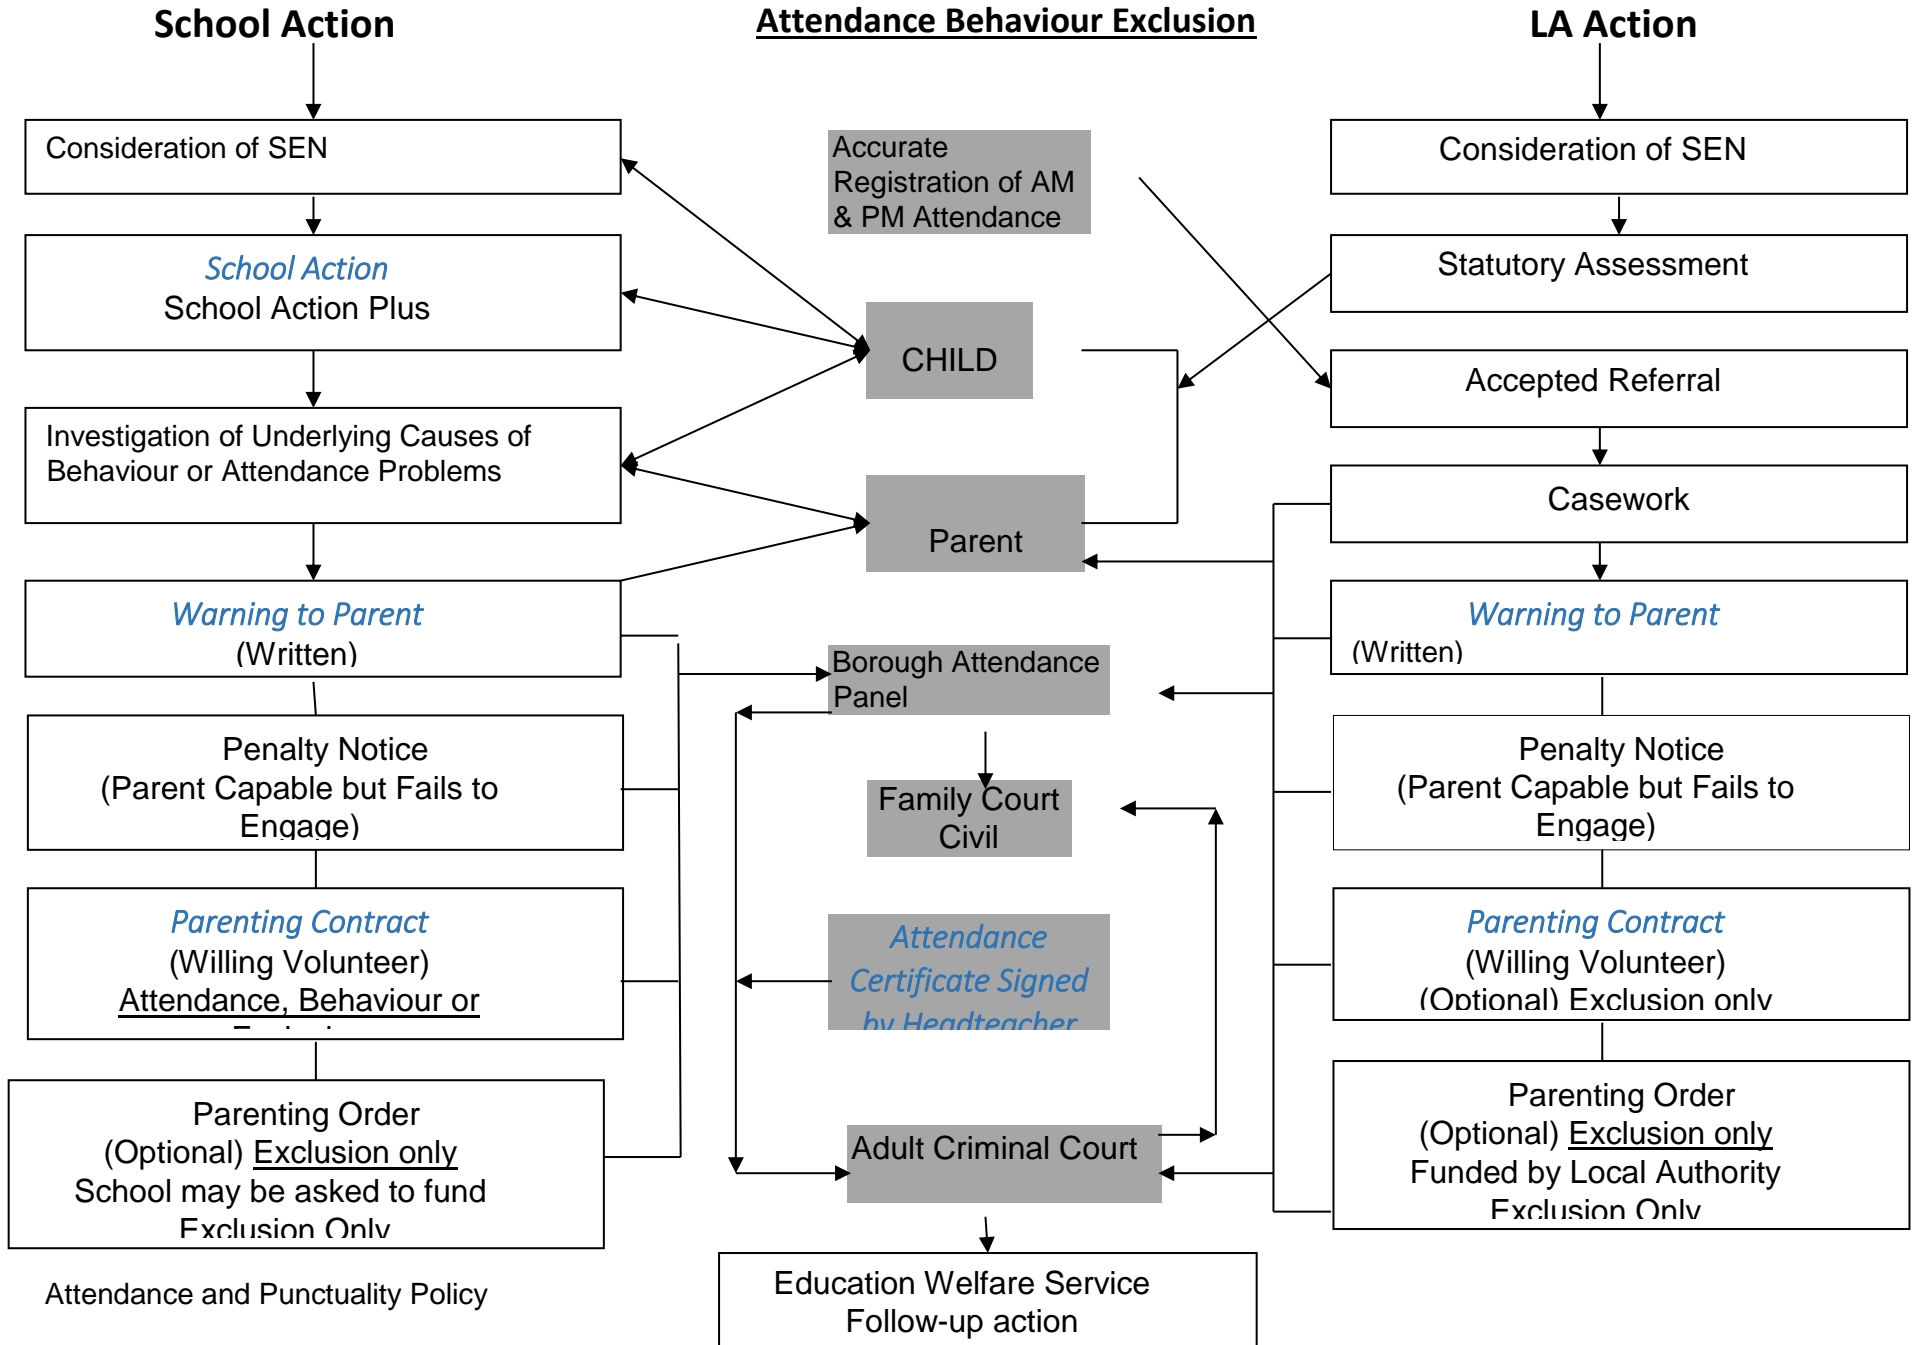 School Action
Attendance Behaviour Exclusion
LA Action
Consideration of SEN
School Action
School Action Plus
Investigation of Underlying Causes of
Behaviour or Attendance Problems
Warning to Parent
(Written)
Penalty Notice
(Parent Capable but Fails to
Engage)
Parenting Contract
(Willing Volunteer)
Attendance, Behaviour or
Parenting Order
(Optional) Exclusion only
School may be asked to fund
Exclusion Only
Accurate
Registration of AM
& PM Attendance
CHILD
Parent
Borough Attendance
Panel
Family Court
Civil
Attendance
Certificate Signed
by Headteacher
Adult Criminal Court
Education Welfare Service
Follow-up action
Consideration of SEN
Statutory Assessment
Accepted Referral
Casework
Warning to Parent
(Written)
Penalty Notice
(Parent Capable but Fails to
Engage)
Parenting Contract
(Willing Volunteer)
(Optional) Exclusion only
Parenting Order
(Optional) Exclusion only
Funded by Local Authority
Exclusion Only
Attendance and Punctuality Policy